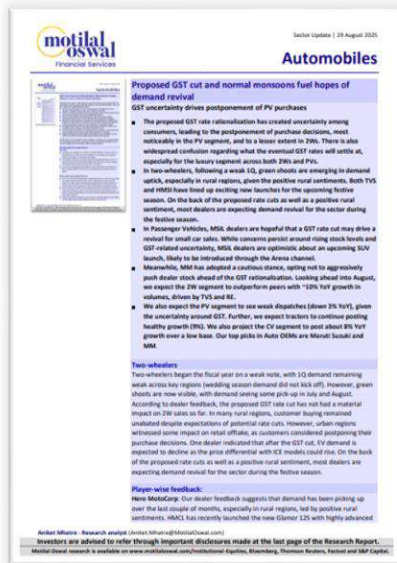 motilal
oswal
Financial Services
Sector Update | 29 August 2025
Automobiles
Proposed GST cut and normal monsoons fuel hopes of
demand revival
GST uncertainty drives postponement of PV purchases
The proposed GST rate rationalization has created uncertainty among
consumers, leading to the postponement of purchase decisions, most
noticeably in the PV segment, and to a lesser extent in 2Ws. There is also
widespread confusion regarding what the eventual GST rates will settle at,
especially for the luxury segment across both 2Ws and PVs.
In two-wheelers, following a weak 1Q, green shoots are emerging in demand
uptick, especially in rural regions, given the positive rural sentiments. Both TVS
and HMSI have lined up exciting new launches for the upcoming festive
season. On the back of the proposed rate cuts as well as a positive rural
sentiment, most dealers are expecting demand revival for the sector during
the festive season.
In Passenger Vehicles, MSIL dealers are hopeful that a GST rate cut may drive a
revival for small car sales. While concerns persist around rising stock levels and
GST-related uncertainty, MSIL dealers are optimistic about an upcoming SUV
launch, likely to be introduced through the Arena channel.
Meanwhile, MM has adopted a cautious stance, opting not to aggressively
push dealer stock ahead of the GST rationalization. Looking ahead into August,
we expect the 2W segment to outperform peers with ~10% YoY growth in
volumes, driven by TVS and RE.
We also expect the PV segment to see weak dispatches (down 3% YoY), given
the uncertainty around GST. Further, we expect tractors to continue posting
healthy growth (9%). We also project the CV segment to post about 8% YoY
growth over a low base. Our top picks in Auto OEMs are Maruti Suzuki and
MM.
Two-wheelers
Two-wheelers began the fiscal year on a weak note, with 1Q demand remaining
weak across key regions (wedding season demand did not kick off). However, green
shoots are now visible, with demand seeing some pick-up in July and August.
According to dealer feedback, the proposed GST rate cut has not had a material
impact on 2W sales so far. In many rural regions, customer buying remained
unabated despite expectations of potential rate cuts. However, urban regions
witnessed some impact on retail offtake, as customers considered postponing their
purchase decisions. One dealer indicated that after the GST cut, EV demand is
expected to decline as the price differential with ICE models could rise. On the back
of the proposed rate cuts as well as a positive rural sentiment, most dealers are
expecting demand revival for the sector during the festive season.
Player-wise feedback:
Hero MotoCorp: Our dealer feedback suggests that demand has been picking up
over the last couple of months, especially in rural regions, led by positive rural
sentiments. HMCL has recently launched the new Glamor 125 with highly advanced
Aniket Mhatre - Research analyst (Aniket.Mhatre@MotilalOswal.com)
Investors are advised to refer through important disclosures made at the last page of the Research Report.
Motilal Oswal research is available on www.motilaloswal.com/Institutional-Equities, Bloomberg, Thomson Reuters, Factset and S&P Capital.